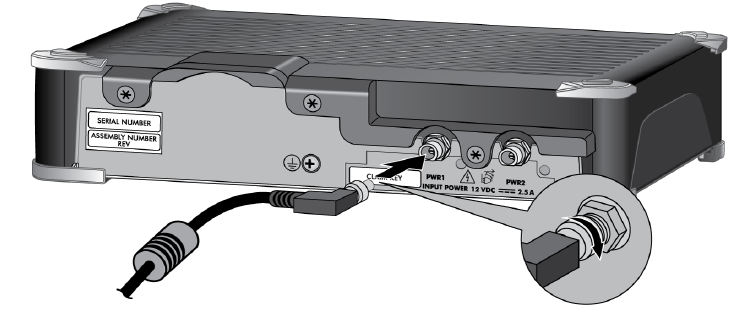 SERIAL NUMBER
ASSEMBLY NUMBER
REV
PWR1
PWR2
INPUT POWER 12 VDC 2.5 A